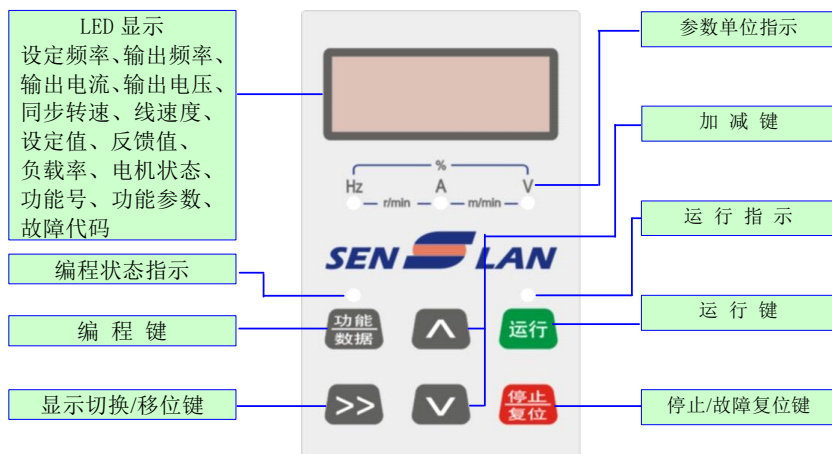 LED 显示
设定频率、输出频率、
输出电流、输出电压、
同步转速、线速度、
设定值、反馈值、
负载率、电机状态、
功能号、功能参数、
故障代码
编程状态指示
编 程 键
显示切换/移位键
%
Hz A V
r/min m/min
SEN LAN
功能
数据
运行
>>
停止
复位
参数单位指示
加 减 键
运 行 指 示
运 行 键
停止/故障复位键